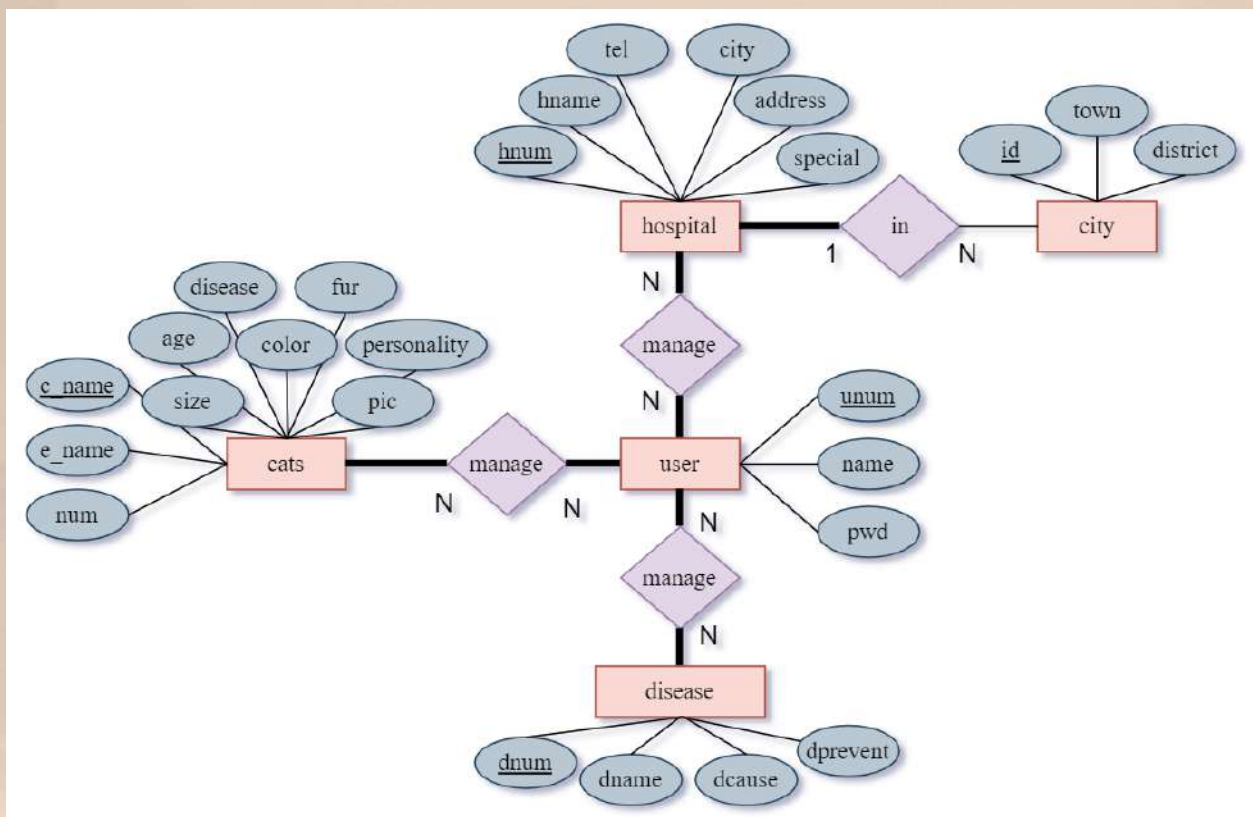 tel
city
hname
address
hnum
special
town
id
district
hospital
in
city
1
N
N
manage
N
disease
fur
age
color
personality
c_name
size
pic
e_name
num
cats
manage
N
N
user
unum
name
pwd
N
manage
N
disease
dnum
dname
dcause
dprevent